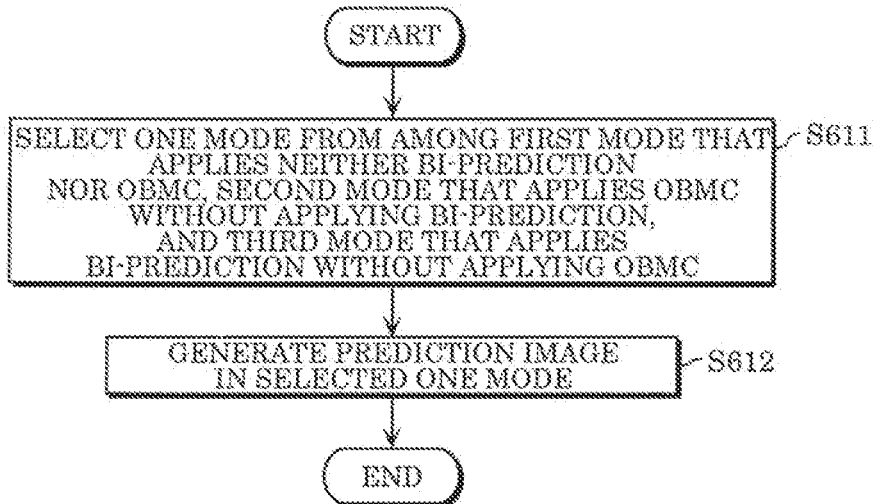 START
SELECT ONE MODE FROM AMONG FIRST MODE THAT
APPLIES NEITHER BI-PREDICTION
NOR OBMC, SECOND MODE THAT APPLIES OBMC
WITHOUT APPLYING BI-PREDICTION,
AND THIRD MODE THAT APPLIES
BI-PREDICTION WITHOUT APPLYING OBMC
S611
GENERATE PREDICTION IMAGE
IN SELECTED ONE MODE
S612
END